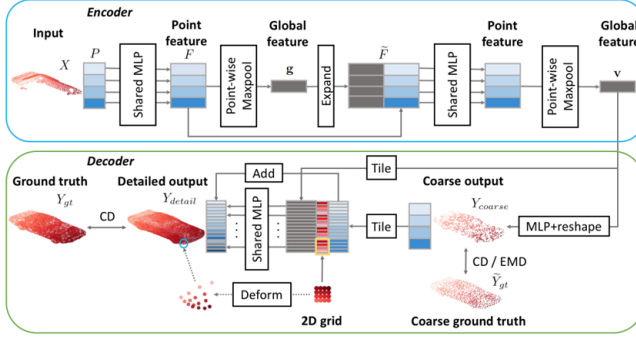 Encoder
Input
Point
feature
Global
feature
Point
feature
Global
feature
X
P
F
g
F̃
v
Shared MLP
Point-wise
Maxpool
Expand
Shared MLP
Point-wise
Maxpool
Decoder
Ground truth
Detailed output
Add
Tile
Coarse output
Y_gt
Y_detail
Y_coarse
CD
Shared MLP
Tile
MLP+reshape
CD / EMD
Ỹ_gt
Deform
2D grid
Coarse ground truth